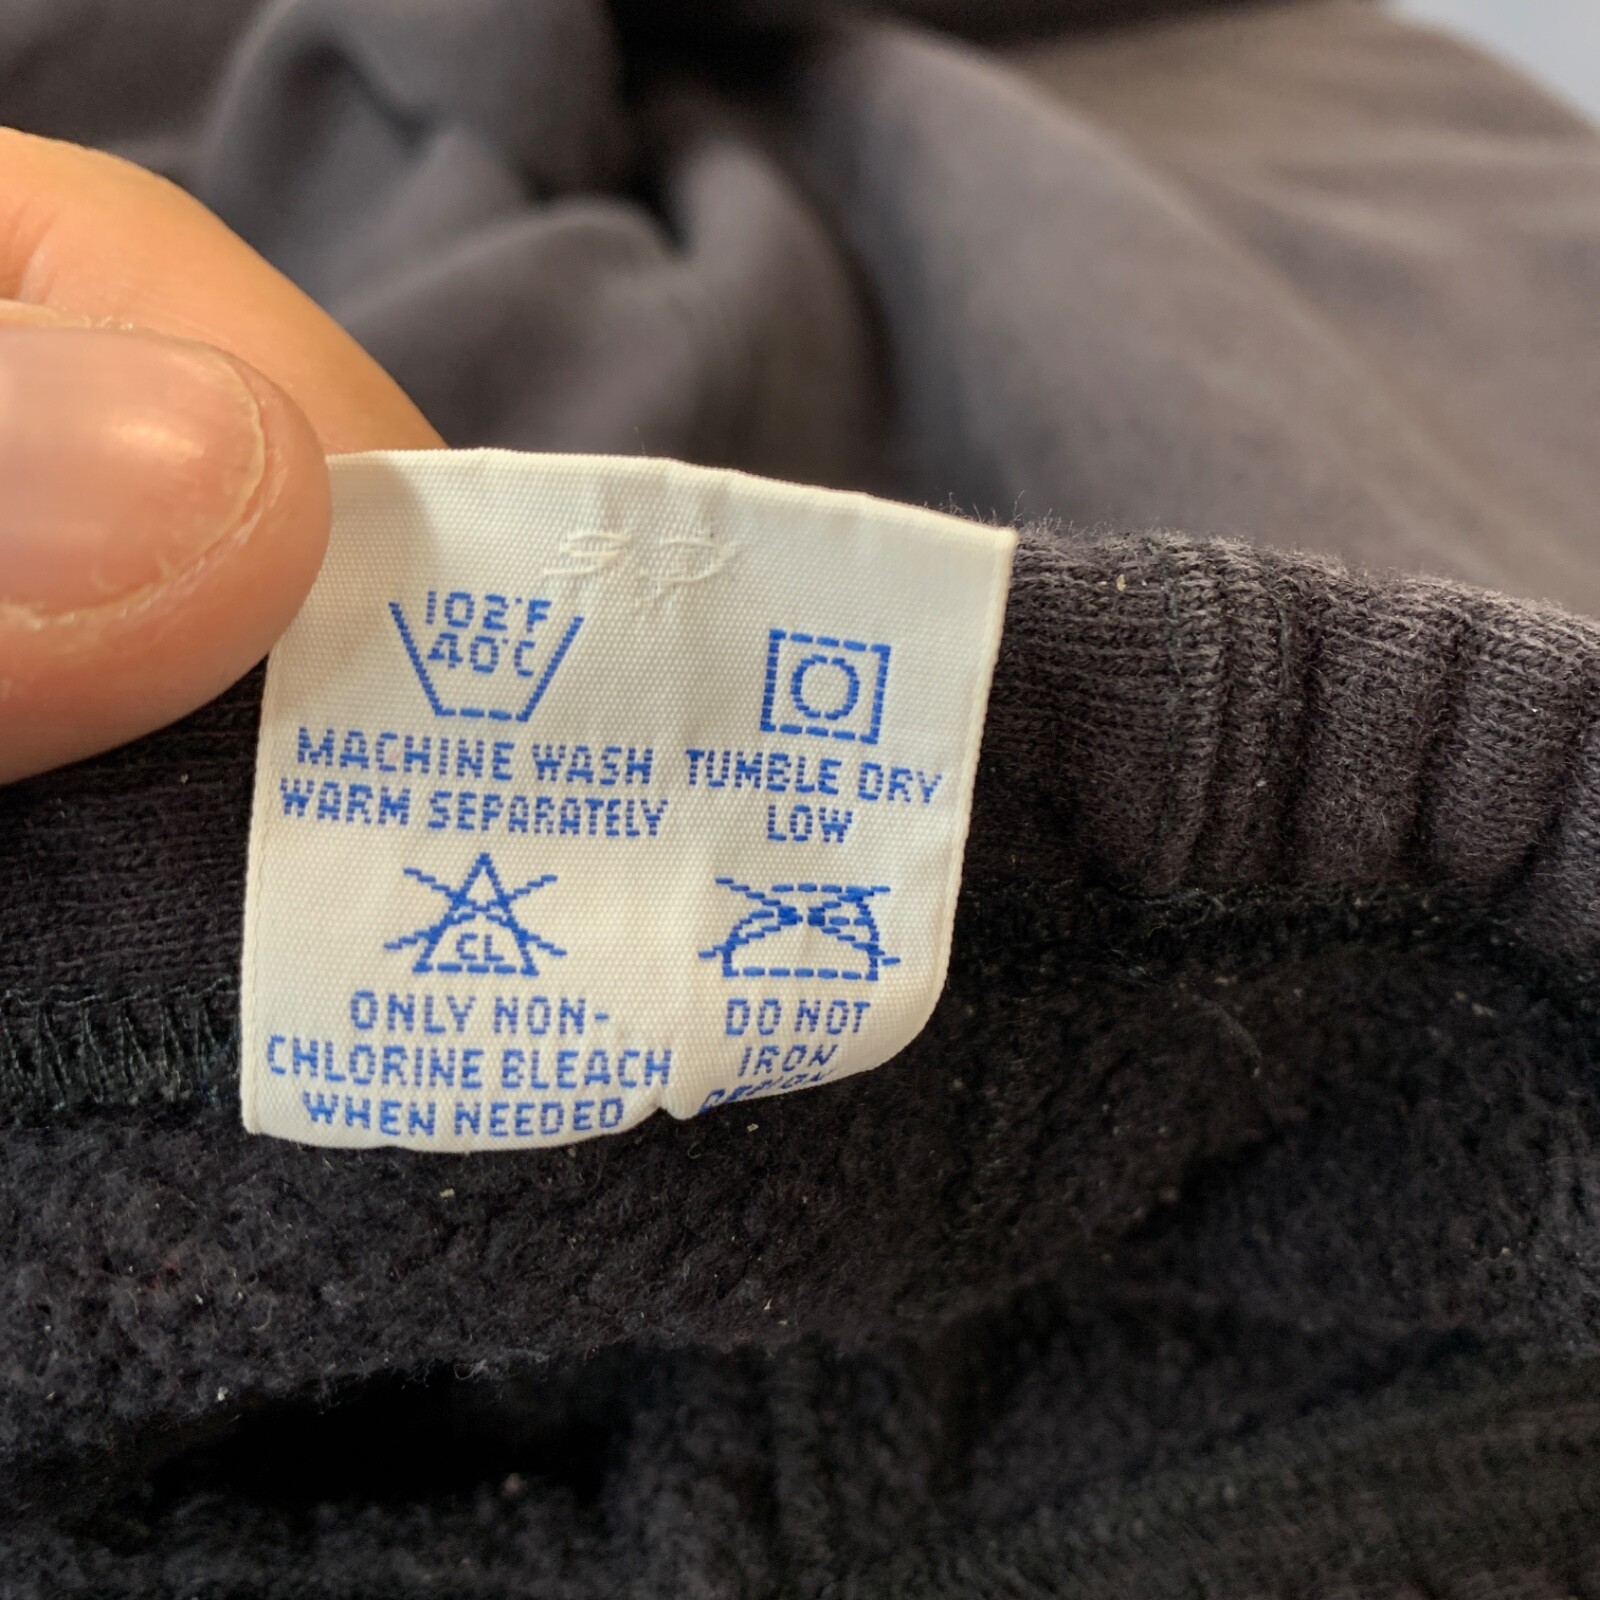 102°F
40°C
MACHINE WASH
WARM SEPARATELY
TUMBLE DRY
LOW
CL
ONLY NON-
CHLORINE BLEACH
WHEN NEEDED
DO NOT
IRON